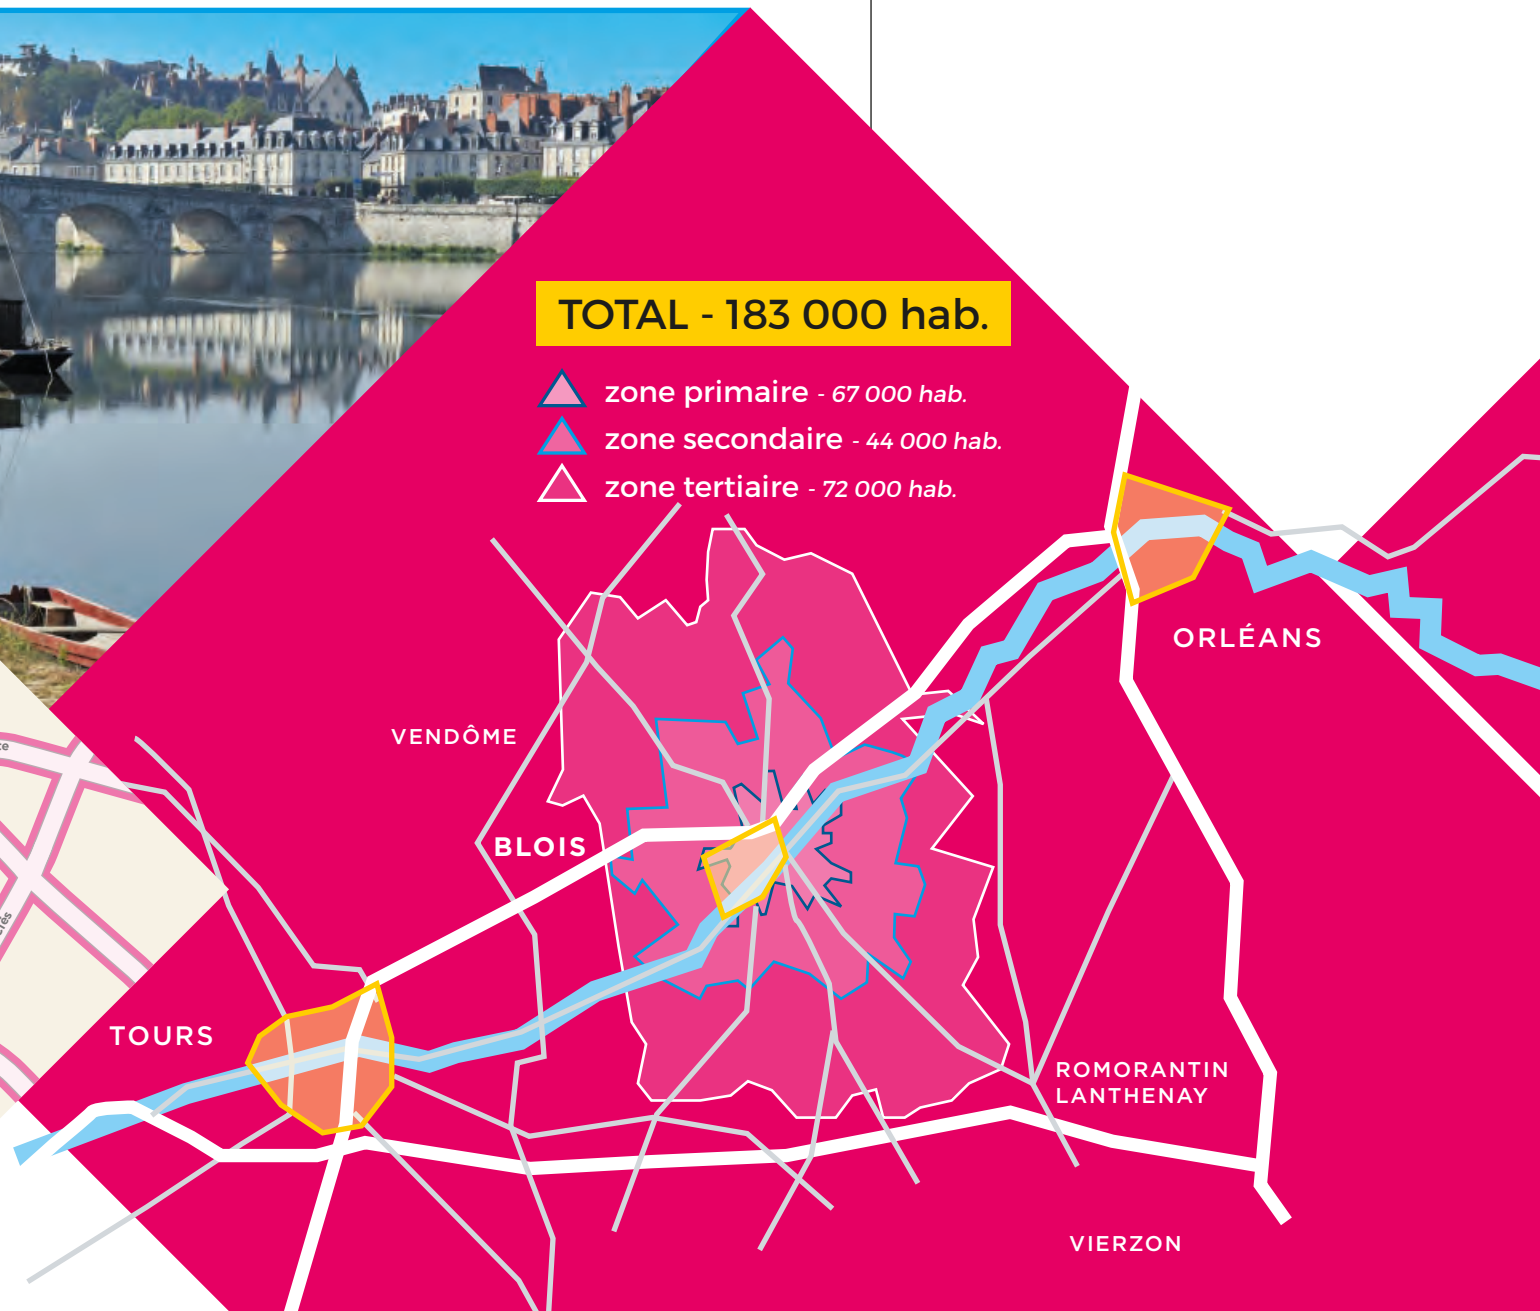 TOTAL - 183 000 hab.
zone primaire - 67 000 hab.
zone secondaire - 44 000 hab.
zone tertiaire - 72 000 hab.
ORLÉANS
VENDÔME
BLOIS
TOURS
ROMORANTIN
LANTHENAY
VIERZON